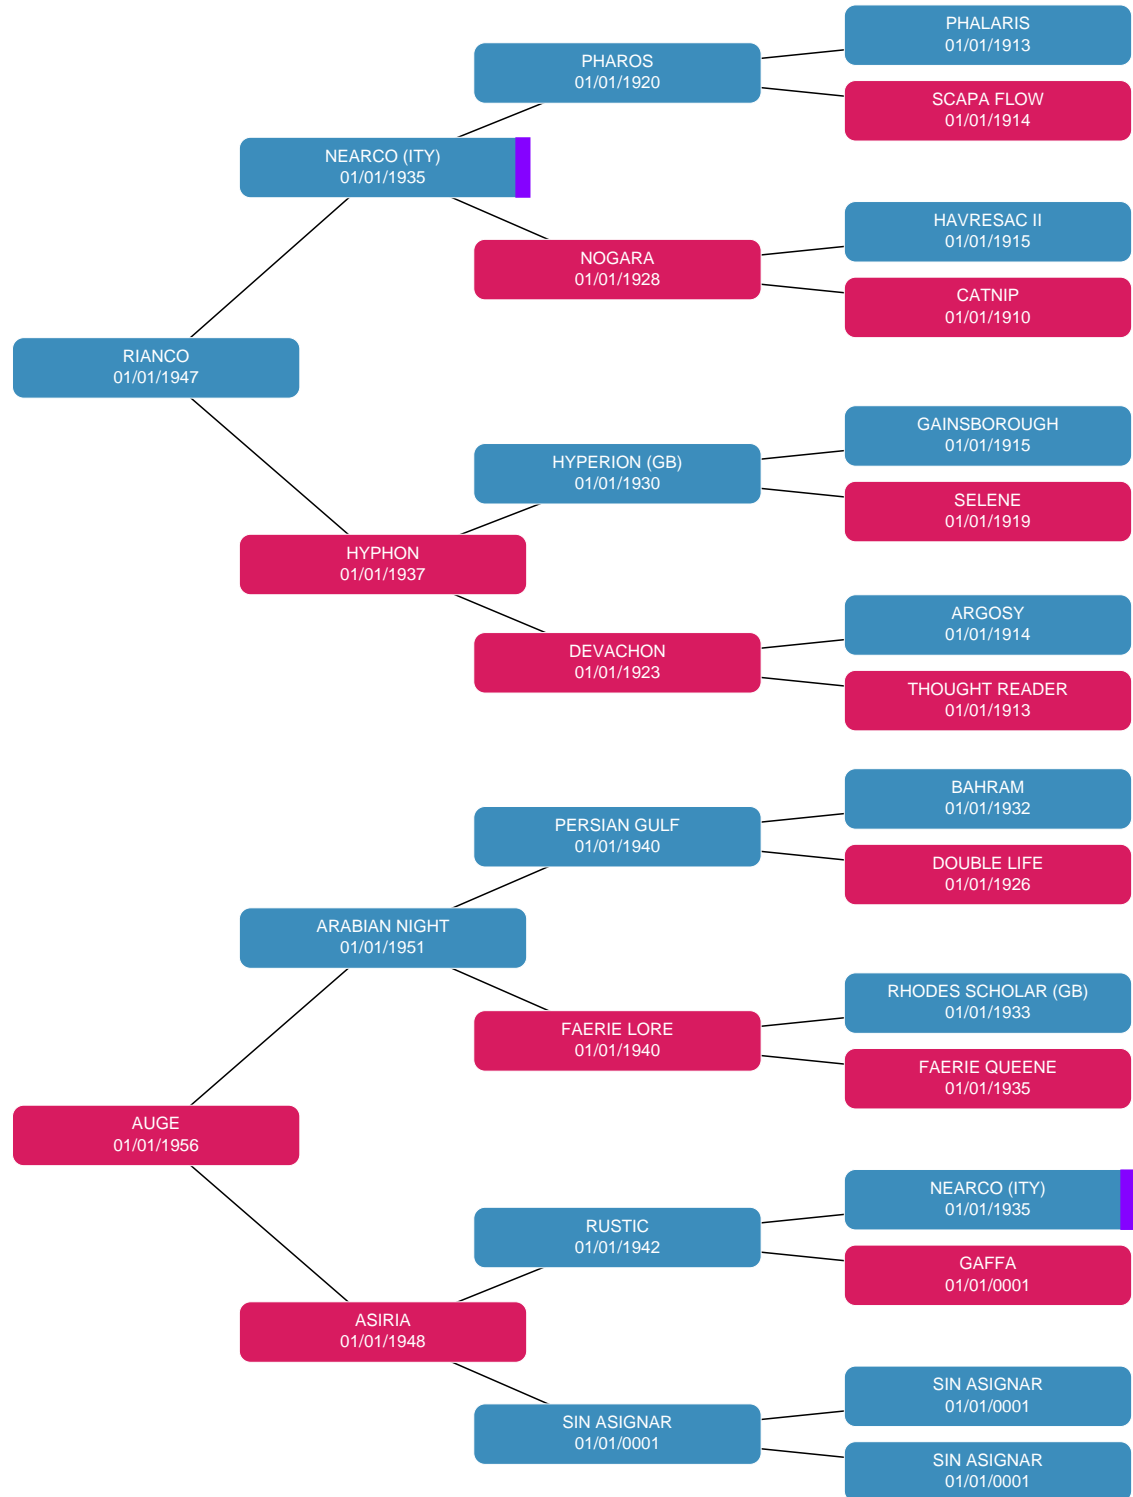 PHALARIS
01/01/1913
PHAROS
01/01/1920
SCAPA FLOW
01/01/1914
NEARCO (ITY)
01/01/1935
HAVRESAC II
01/01/1915
NOGARA
01/01/1928
CATNIP
01/01/1910
RIANCO
01/01/1947
GAINSBOROUGH
01/01/1915
HYPERION (GB)
01/01/1930
SELENE
01/01/1919
HYPHON
01/01/1937
ARGOSY
01/01/1914
DEVACHON
01/01/1923
THOUGHT READER
01/01/1913
BAHRAM
01/01/1932
PERSIAN GULF
01/01/1940
DOUBLE LIFE
01/01/1926
ARABIAN NIGHT
01/01/1951
RHODES SCHOLAR (GB)
01/01/1933
FAERIE LORE
01/01/1940
FAERIE QUEENE
01/01/1935
AUGE
01/01/1956
NEARCO (ITY)
01/01/1935
RUSTIC
01/01/1942
GAFFA
01/01/0001
ASIRIA
01/01/1948
SIN ASIGNAR
01/01/0001
SIN ASIGNAR
01/01/0001
SIN ASIGNAR
01/01/0001